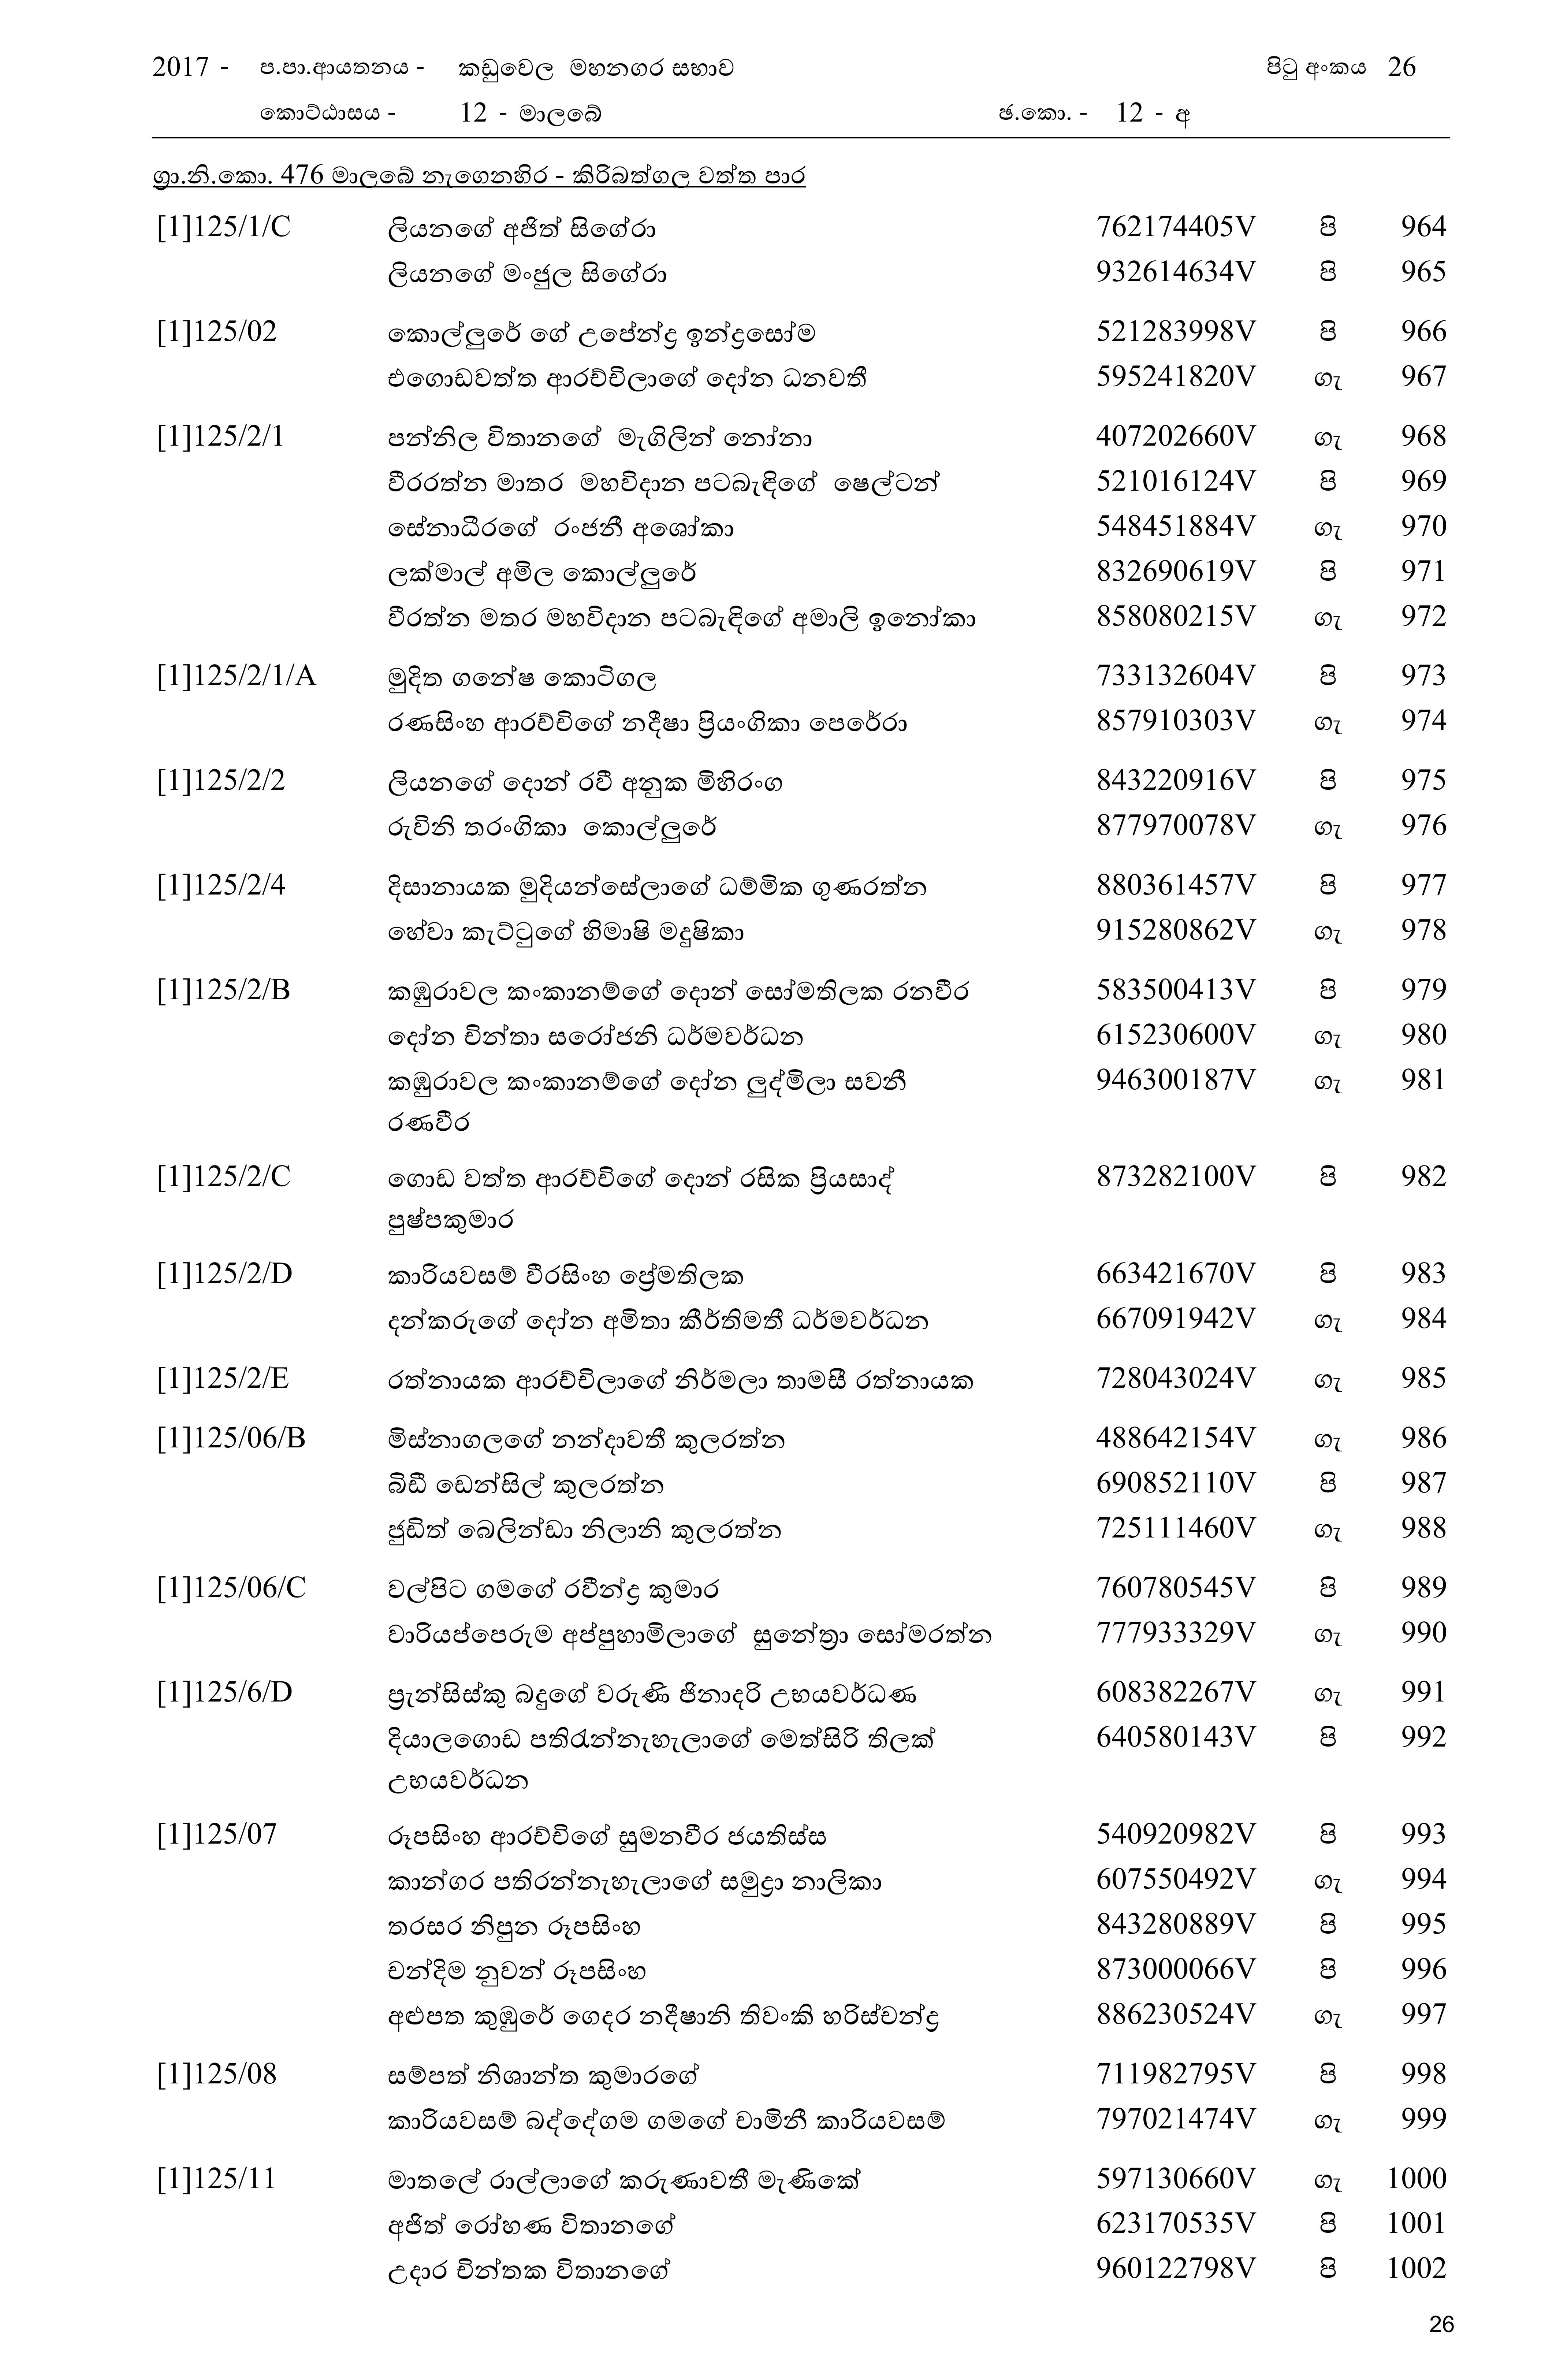 2017 - ප.පා.ආයතනය - කඩුවෙල මහනගර සභාව පිටු අංකය 26
කොට්ඨාසය - 12 - මාලබේ ඡ.කො. - 12 - අ
ග්‍රා.නි.කො. 476 මාලබේ නැගෙනහිර - කිරිබත්ගල වත්ත පාර
[1]125/1/C ලියනගේ අජිත් සිගේරා 762174405V පි 964
ලියනගේ මංජුල සිගේරා 932614634V පි 965
[1]125/02 කොල්ලුරේ ගේ උපේන්ද්‍ර ඉන්ද්‍රසෝම 521283998V පි 966
එගොඩවත්ත ආරච්චිලාගේ දෝන ධනවතී 595241820V ගැ 967
[1]125/2/1 පන්නිල විතානගේ මැගිලින් නෝනා 407202660V ගැ 968
වීරරත්න මාතර මහවිදාන පටබැඳිගේ ෂෙල්ටන් 521016124V පි 969
සේනාධීරගේ රංජනී අශෝකා 548451884V ගැ 970
ලක්මාල් අමිල කොල්ලුරේ 832690619V පි 971
වීරත්න මතර මහවිදාන පටබැඳිගේ අමාලි ඉනෝකා 858080215V ගැ 972
[1]125/2/1/A මුදිත ගනේෂ කොටිගල 733132604V පි 973
රණසිංහ ආරච්චිගේ නදීෂා ප්‍රියංගිකා පෙරේරා 857910303V ගැ 974
[1]125/2/2 ලියනගේ දොන් රවී අනුක මිහිරංග 843220916V පි 975
රුවිනි තරංගිකා කොල්ලුරේ 877970078V ගැ 976
[1]125/2/4 දිසානායක මුදියන්සේලාගේ ධම්මික ගුණරත්න 880361457V පි 977
හේවා කැට්ටුගේ හිමාෂි මදුෂිකා 915280862V ගැ 978
[1]125/2/B කඹුරාවල කංකානම්ගේ දොන් සෝමතිලක රනවීර 583500413V පි 979
දෝන චින්තා සරෝජනි ධර්මවර්ධන 615230600V ගැ 980
කඹුරාවල කංකානම්ගේ දෝන ලුද්මිලා සවනී 946300187V ගැ 981
රණවීර
[1]125/2/C ගොඩ වත්ත ආරච්චිගේ දොන් රසික ප්‍රියසාද් 873282100V පි 982
පුෂ්පකුමාර
[1]125/2/D කාරියවසම් වීරසිංහ ප්‍රේමතිලක 663421670V පි 983
දන්කරුගේ දෝන අමිතා කීර්තිමතී ධර්මවර්ධන 667091942V ගැ 984
[1]125/2/E රත්නායක ආරච්චිලාගේ නිර්මලා තාමසී රත්නායක 728043024V ගැ 985
[1]125/06/B මිස්නාගලගේ නන්දාවතී කුලරත්න 488642154V ගැ 986
බිඩී ඩෙන්සිල් කුලරත්න 690852110V පි 987
ජුඩිත් බෙලින්ඩා නිලානි කුලරත්න 725111460V ගැ 988
[1]125/06/C වල්පිට ගමගේ රවීන්ද්‍ර කුමාර 760780545V පි 989
වාරියප්පෙරුම අප්පුහාමිලාගේ සුනේත්‍රා සෝමරත්න 777933329V ගැ 990
[1]125/6/D ප්‍රැන්සිස්කු බදුගේ වරුණි ජිනාදරි උභයවර්ධණ 608382267V ගැ 991
දියාලගොඩ පතිරැන්නැහැලාගේ මෙත්සිරි තිලක් 640580143V පි 992
උභයවර්ධන
[1]125/07 රූපසිංහ ආරච්චිගේ සුමනවීර ජයතිස්ස 540920982V පි 993
කාන්ගර පතිරන්නැහැලාගේ සමුද්‍රා නාලිකා 607550492V ගැ 994
තරසර නිපුන රූපසිංහ 843280889V පි 995
චන්දිම නුවන් රූපසිංහ 873000066V පි 996
අළුපත කුඹුරේ ගෙදර නදීෂානි තිවංකි හරිස්චන්ද්‍ර 886230524V ගැ 997
[1]125/08 සම්පත් නිශාන්ත කුමාරගේ 711982795V පි 998
කාරියවසම් බද්දේගම ගමගේ චාමිනී කාරියවසම් 797021474V ගැ 999
[1]125/11 මාතලේ රාල්ලාගේ කරුණාවතී මැණිකේ 597130660V ගැ 1000
අජිත් රෝහණ විතානගේ 623170535V පි 1001
උදාර චින්තක විතානගේ 960122798V පි 1002
26